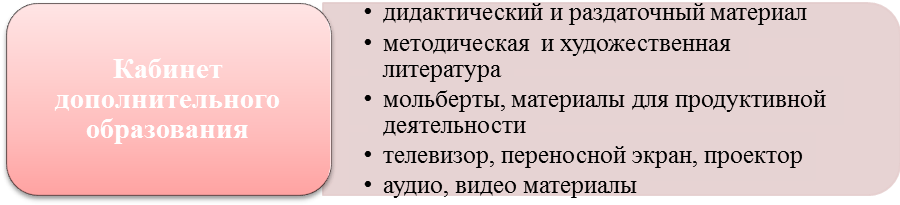 Кабинет
дополнительного
образования
• дидактический и раздаточный материал
• методическая и художественная
литература
• мольберты, материалы для продуктивной
деятельности
• телевизор, переносной экран, проектор
• аудио, видео материалы